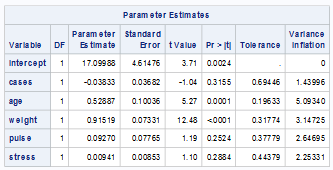 Parameter Estimates
Variable DF Parameter Estimate Standard Error t Value Pr > |t| Tolerance Variance Inflation
Intercept 1 17.09988 4.61476 3.71 0.0024 . 0
cases 1 -0.03833 0.03682 -1.04 0.3155 0.69446 1.43996
age 1 0.52887 0.10036 5.27 0.0001 0.19633 5.09340
weight 1 0.91519 0.07331 12.48 <.0001 0.31774 3.14725
pulse 1 0.09270 0.07765 1.19 0.2524 0.37779 2.64695
stress 1 0.00941 0.00853 1.10 0.2884 0.44379 2.25331